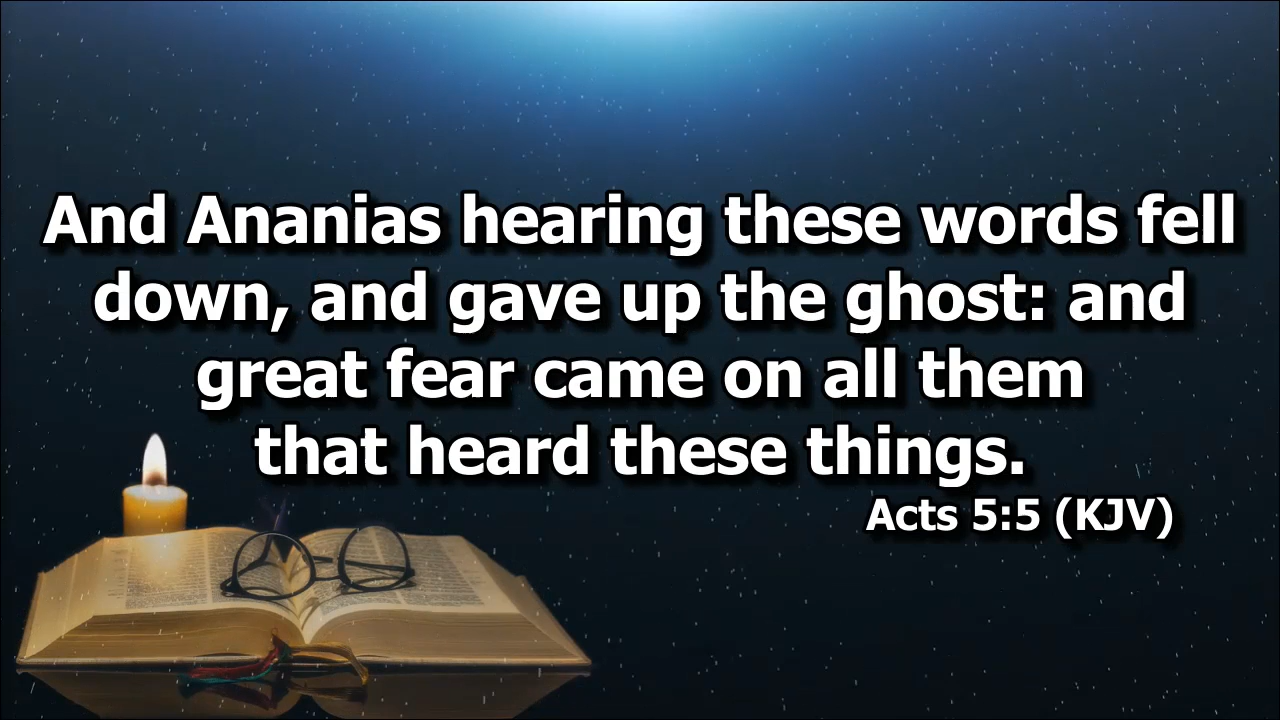 And Ananias hearing these words fell
down, and gave up the ghost: and
great fear came on all them
that heard these things.
Acts 5:5 (KJV)